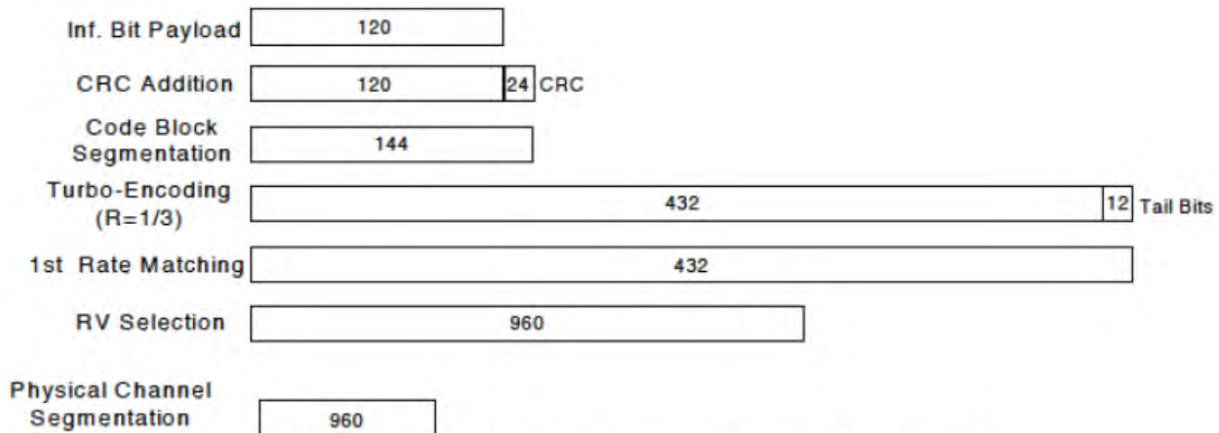 Inf. Bit Payload 120
CRC Addition 120 24 CRC
Code Block
Segmentation 144
Turbo-Encoding
(R=1/3) 432 12 Tail Bits
1st Rate Matching 432
RV Selection 960
Physical Channel
Segmentation 960